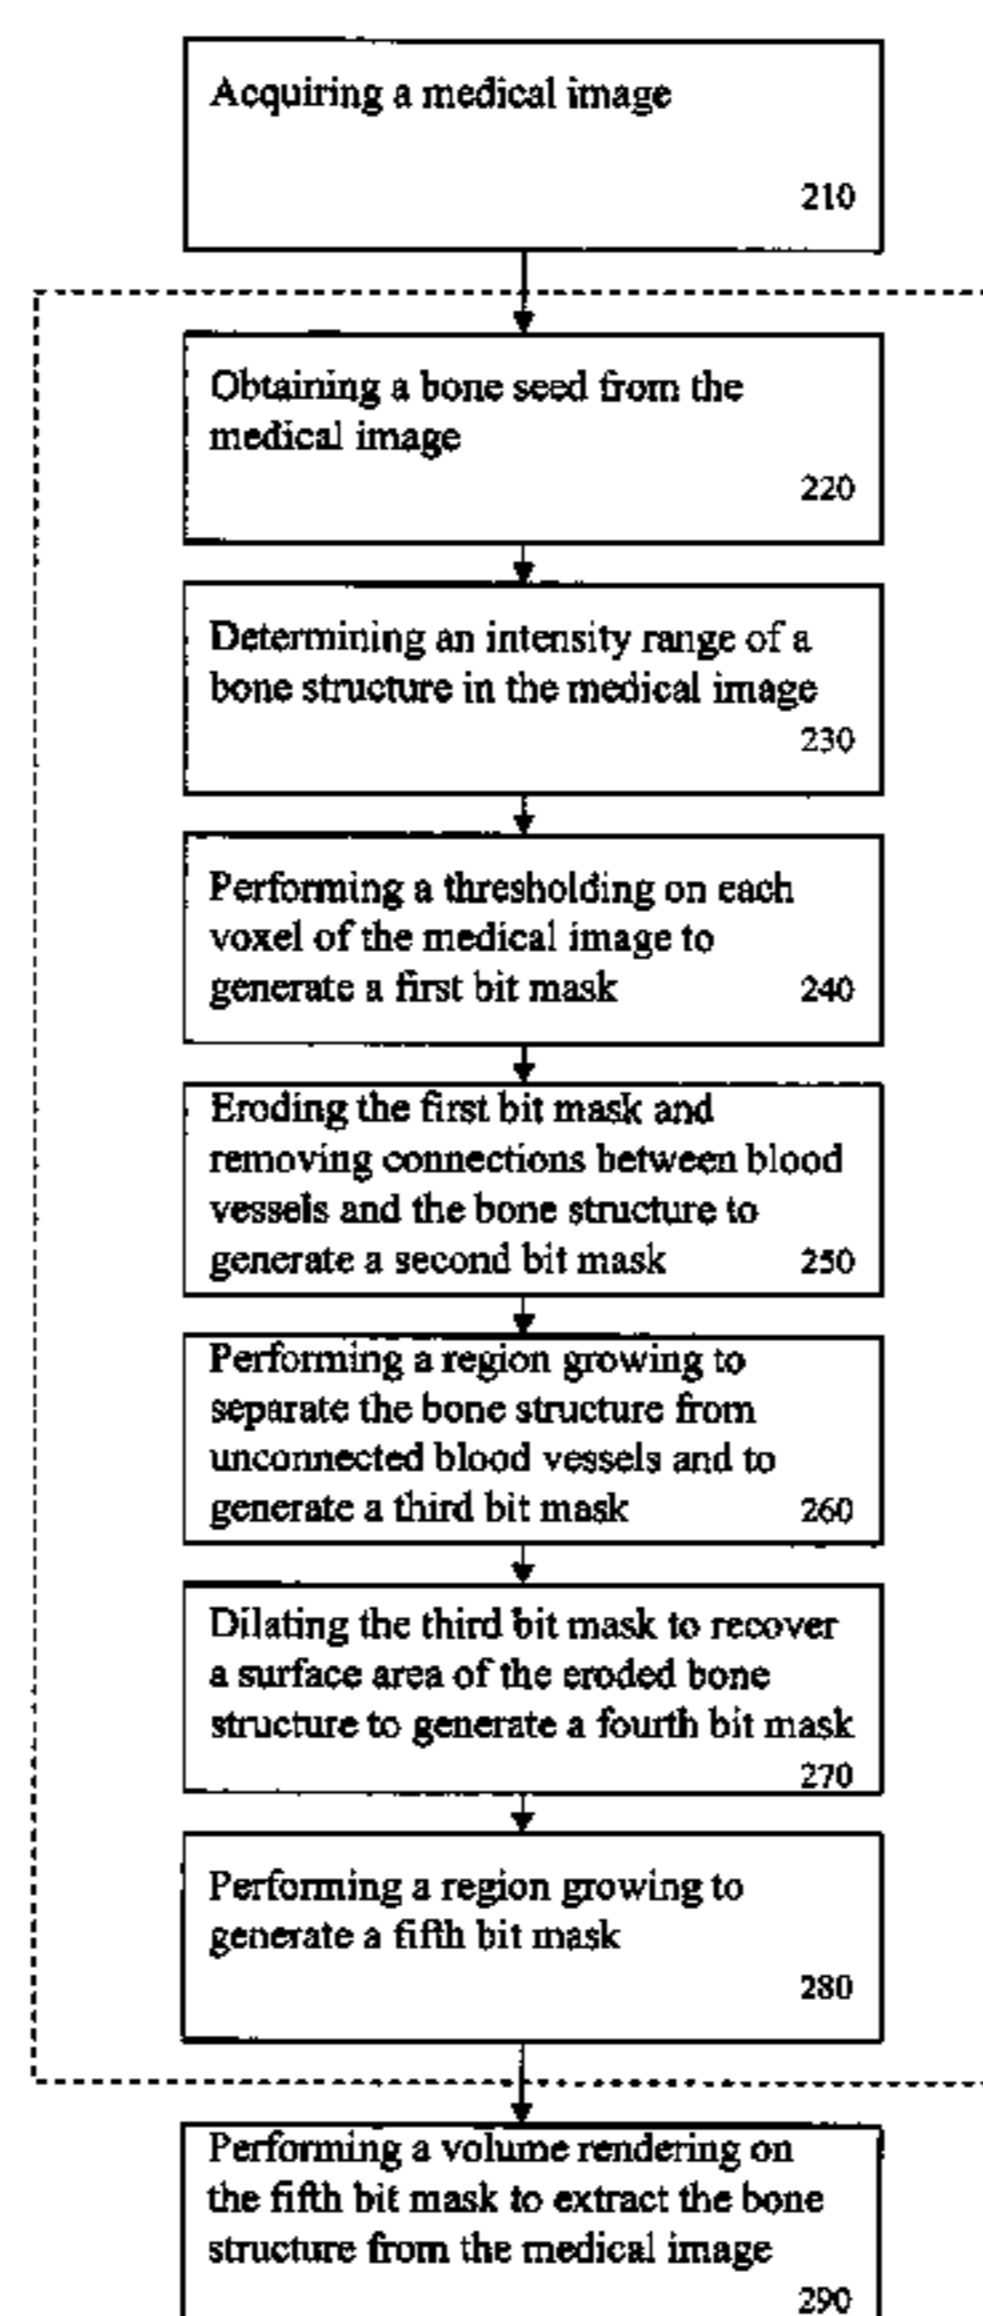 Acquiring a medical image
210
Obtaining a bone seed from the
medical image
220
Determining an intensity range of a
bone structure in the medical image
230
Performing a thresholding on each
voxel of the medical image to
generate a first bit mask 240
Eroding the first bit mask and
removing connections between blood
vessels and the bone structure to
generate a second bit mask 250
Performing a region growing to
separate the bone structure from
unconnected blood vessels and to
generate a third bit mask 260
Dilating the third bit mask to recover
a surface area of the eroded bone
structure to generate a fourth bit mask
270
Performing a region growing to
generate a fifth bit mask
280
Performing a volume rendering on
the fifth bit mask to extract the bone
structure from the medical image
290